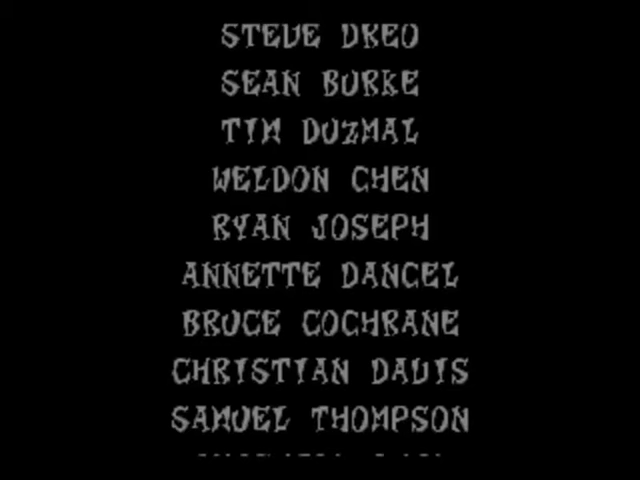 STEVE DREO
SEAN BURKE
TIM DUZMAL
WELDON CHEN
RYAN JOSEPH
ANNETTE DANCEL
BRUCE COCHRANE
CHRISTIAN DAVIS
SAMUEL THOMPSON